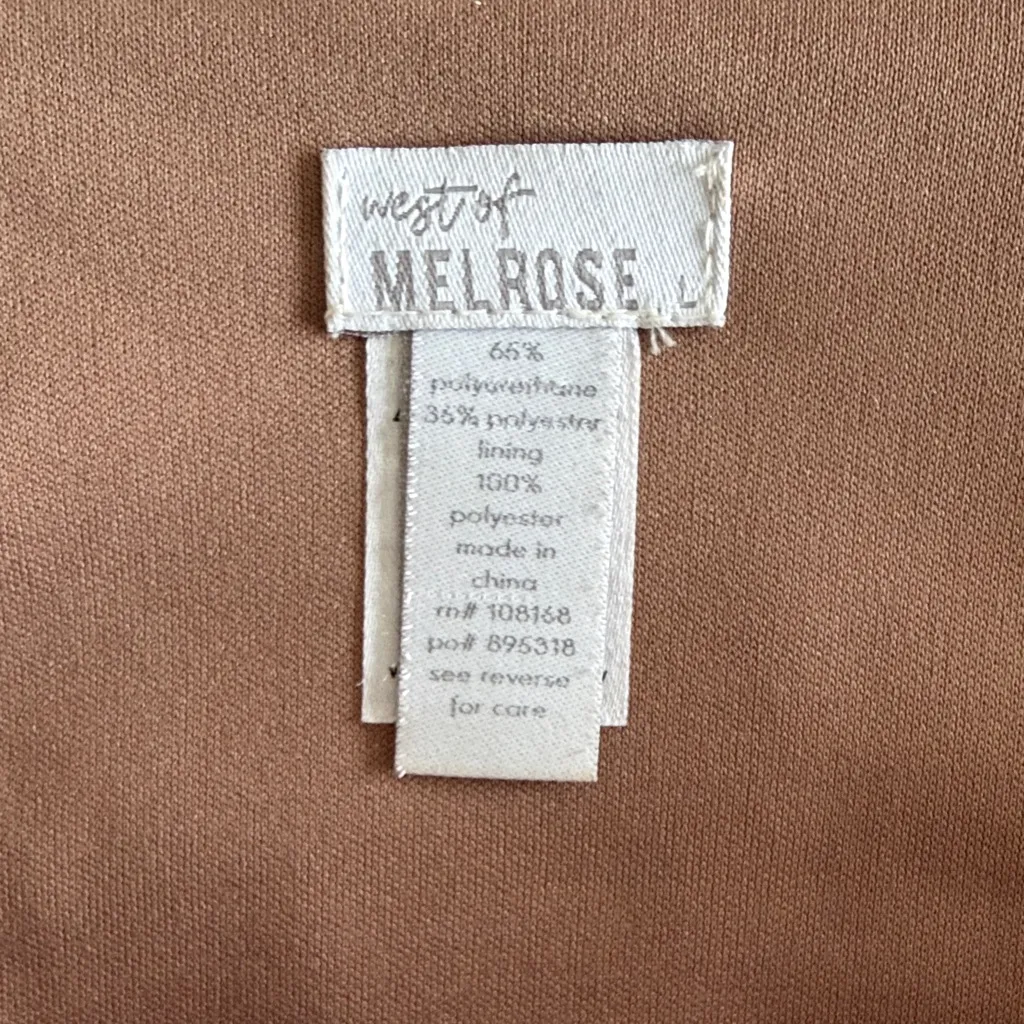 west of
MELROSE L
65%
polyurethane
35% polyester
lining
100%
polyester
made in
china
rn# 108168
po# 895318
see reverse
for care